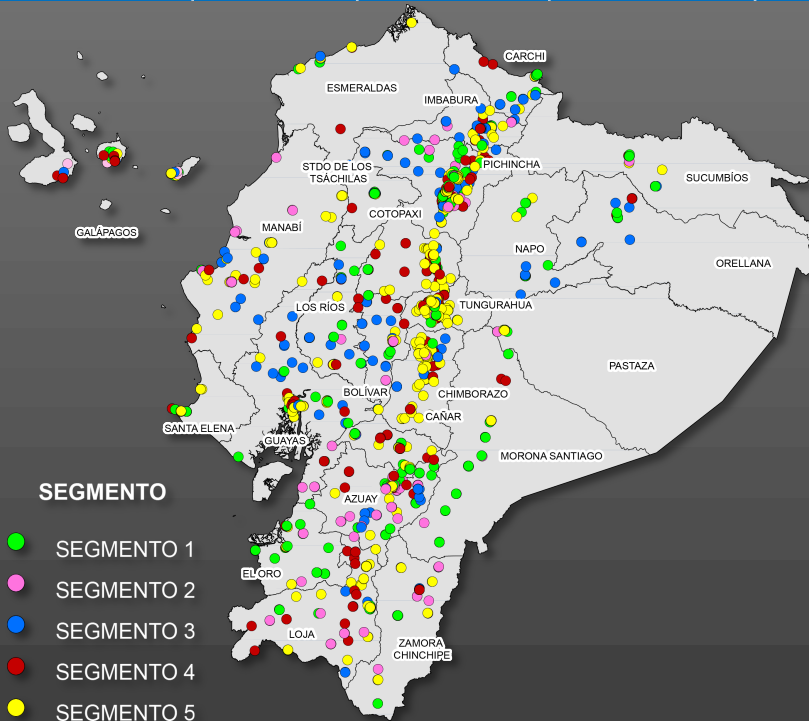 CARCHI
ESMERALDAS
IMBABURA
PICHINCHA
STDO DE LOS
TSÁCHILAS
SUCUMBÍOS
COTOPAXI
MANABÍ
GALÁPAGOS
NAPO
ORELLANA
LOS RÍOS
TUNGURAHUA
PASTAZA
BOLÍVAR
CHIMBORAZO
CAÑAR
SANTA ELENA
GUAYAS
MORONA SANTIAGO
AZUAY
EL ORO
LOJA
ZAMORA
CHINCHIPE
SEGMENTO
SEGMENTO 1
SEGMENTO 2
SEGMENTO 3
SEGMENTO 4
SEGMENTO 5